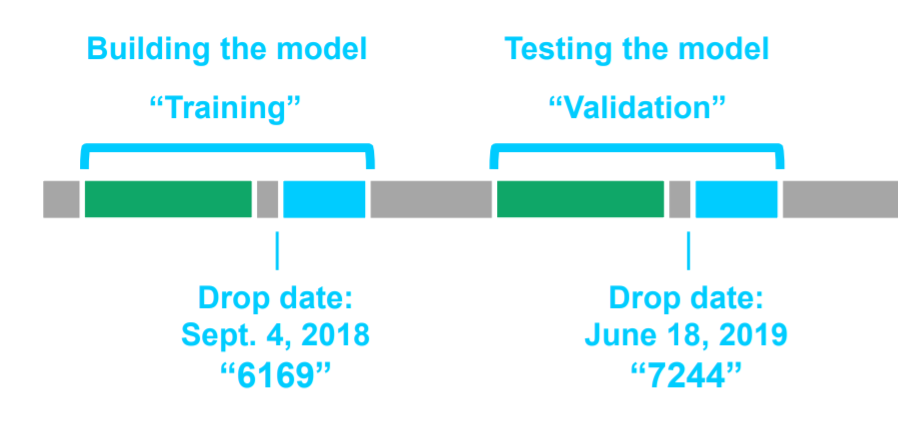 Building the model
“Training”
Testing the model
“Validation”
Drop date:
Sept. 4, 2018
“6169”
Drop date:
June 18, 2019
“7244”